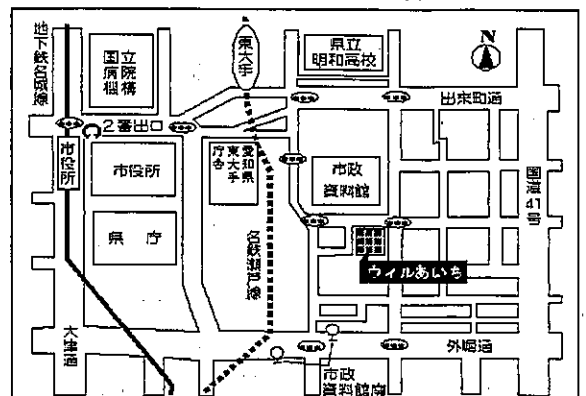 地下鉄名城線
国立病院機構
東大手
県立
明和高校
N
出来町通
2番出口
市役所
市役所
愛知県東大手庁舎
市政
資料館
国道41号
県庁
名鉄瀬戸線
ウィルあいち
大津通
外堀通
市政
資料館南